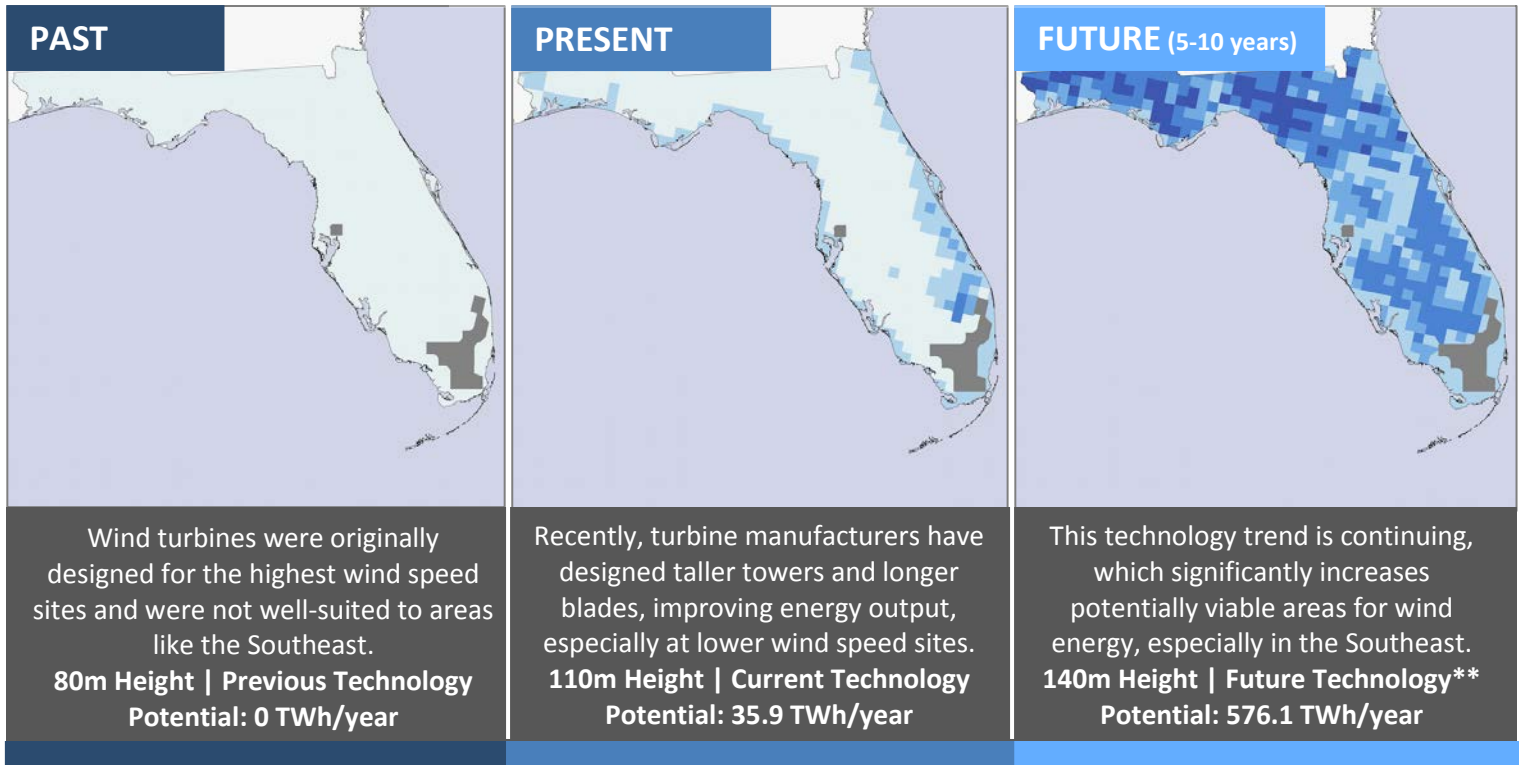 PAST
Wind turbines were originally
designed for the highest wind speed
sites and were not well-suited to areas
like the Southeast.
80m Height | Previous Technology
Potential: 0 TWh/year
PRESENT
Recently, turbine manufacturers have
designed taller towers and longer
blades, improving energy output,
especially at lower wind speed sites.
110m Height | Current Technology
Potential: 35.9 TWh/year
FUTURE (5-10 years)
This technology trend is continuing,
which significantly increases
potentially viable areas for wind
energy, especially in the Southeast.
140m Height | Future Technology**
Potential: 576.1 TWh/year